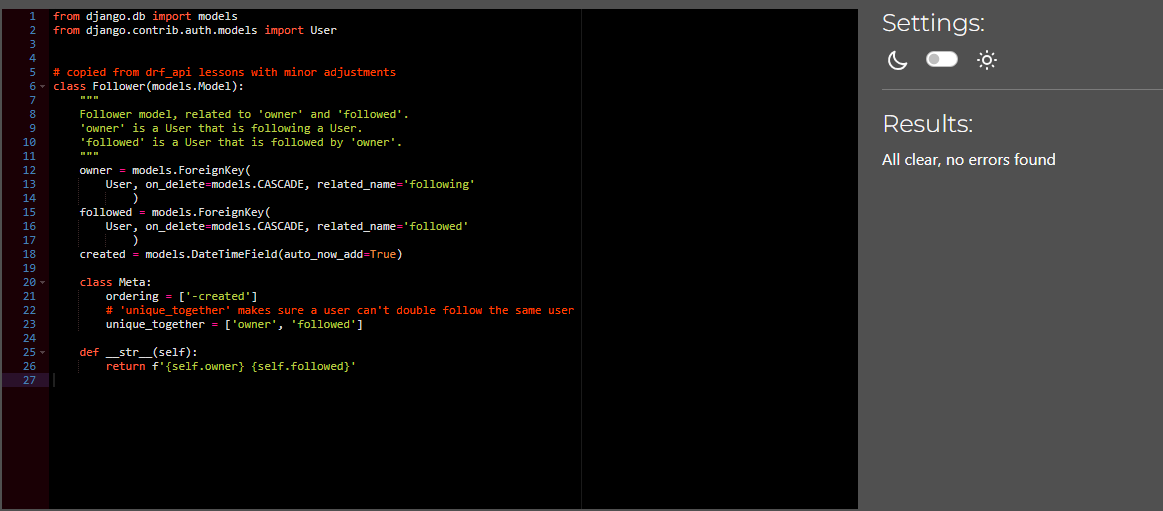 1 from django.db import models
2 from django.contrib.auth.models import User
3
4
5 # copied from drf_api lessons with minor adjustments
6 class Follower(models.Model):
7     """
8     Follower model, related to 'owner' and 'followed'.
9     'owner' is a User that is following a User.
10     'followed' is a User that is followed by 'owner'.
11     """
12     owner = models.ForeignKey(
13         User, on_delete=models.CASCADE, related_name='following'
14             )
15     followed = models.ForeignKey(
16         User, on_delete=models.CASCADE, related_name='followed'
17             )
18     created = models.DateTimeField(auto_now_add=True)
19
20     class Meta:
21         ordering = ['-created']
22         # 'unique_together' makes sure a user can't double follow the same user
23         unique_together = ['owner', 'followed']
24
25     def __str__(self):
26         return f'{self.owner} {self.followed}'
27
Settings:
Results:
All clear, no errors found